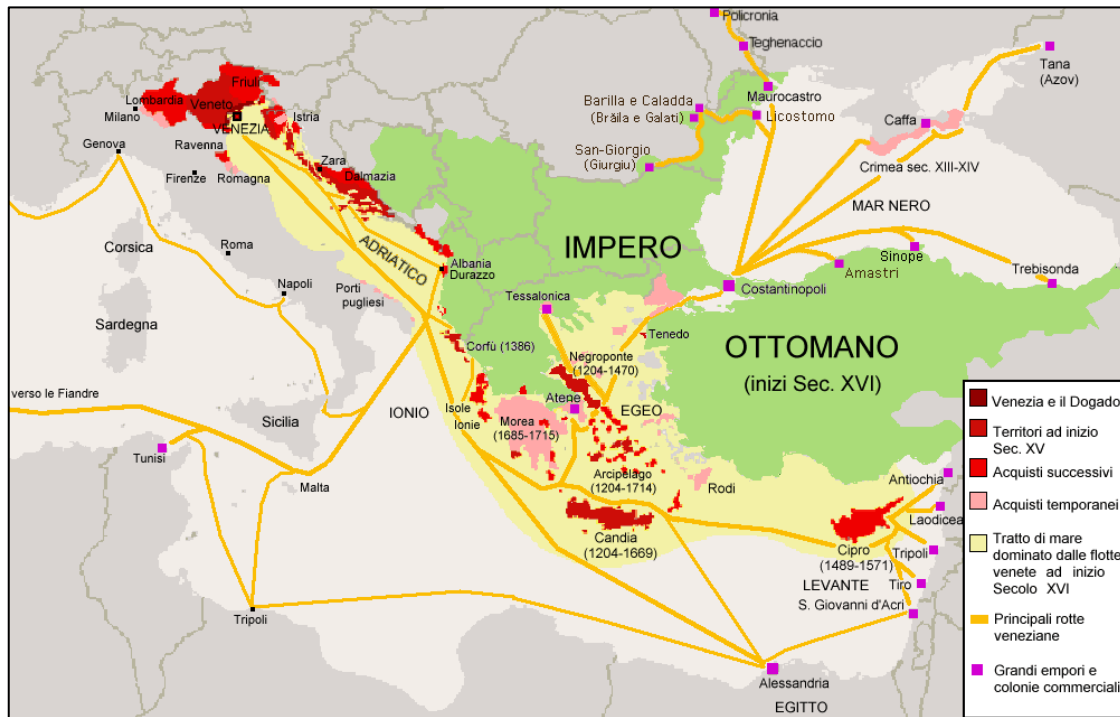 Policronia
Teghenaccio
Tana
(Azov)
Friuli
Lombardia
Veneto
Milano
VENEZIA
Istria
Maurocastro
Barilla e Caladda
(Brăila e Galati)
Licostomo
Caffa
Genova
Ravenna
San-Giorgio
(Giurgiu)
Crimea sec. XIII-XIV
Firenze
Romagna
Zara
Dalmazia
MAR NERO
Corsica
Roma
ADRIATICO
IMPERO
Sinope
Albania
Durazzo
Amastri
Trebisonda
Napoli
Porti
pugliesi
Tessalonica
Costantinopoli
Sardegna
Tenedo
Corfù (1386)
OTTOMANO
(inizi Sec. XVI)
Negroponte
(1204-1470)
verso le Fiandre
IONIO
Isole
Ionie
Atene
EGEO
Morea
(1685-1715)
Sicilia
Tunisi
Malta
Arcipelago
(1204-1714)
Rodi
Antiochia
Laodicea
Candia
(1204-1669)
Cipro
(1489-1571)
Tripoli
LEVANTE
Tiro
S. Giovanni d'Acri
Tripoli
Alessandria
EGITTO
Venezia e il Dogado
Territori ad inizio
Sec. XV
Acquisti successivi
Acquisti temporanei
Tratto di mare
dominato dalle flotte
venete ad inizio
Secolo XVI
Principali rotte
veneziane
Grandi empori e
colonie commerciali